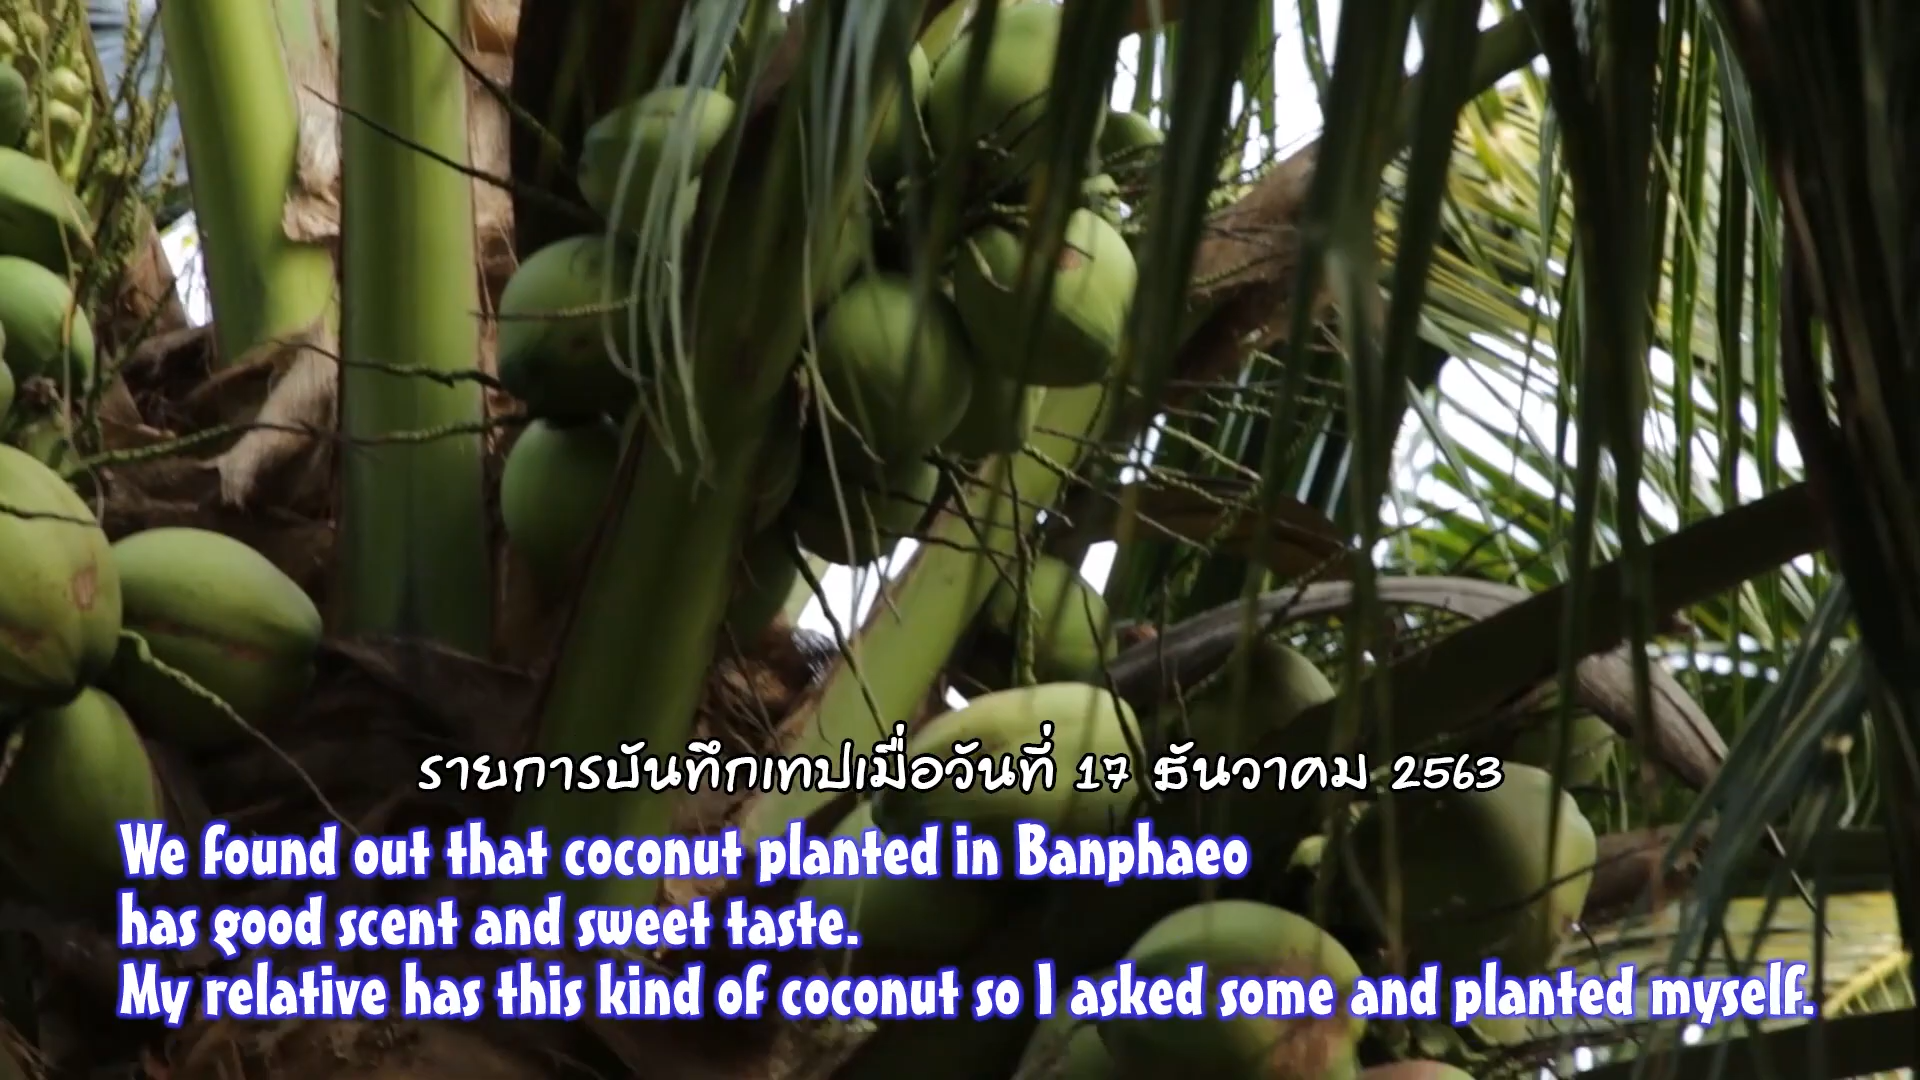 รายการบันทึกเทปเมื่อวันที่ 17 ธันวาคม 2563
We found out that coconut planted in Banphaeo
has good scent and sweet taste.
My relative has this kind of coconut so I asked some and planted myself.